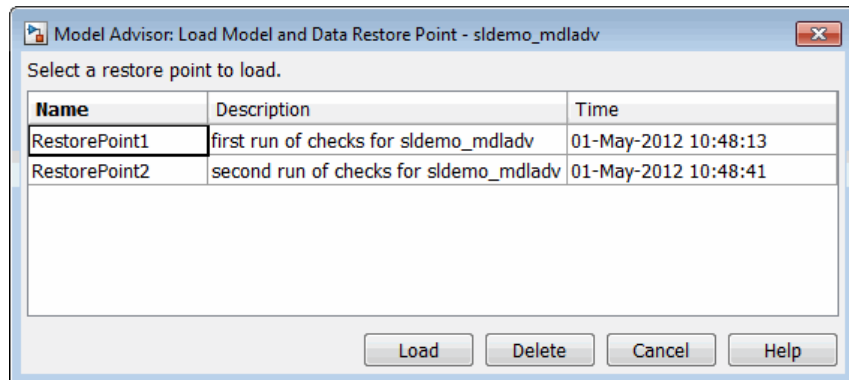 Model Advisor: Load Model and Data Restore Point - sldemo_mdladv
Select a restore point to load.
Name Description Time
RestorePoint1 first run of checks for sldemo_mdladv 01-May-2012 10:48:13
RestorePoint2 second run of checks for sldemo_mdladv 01-May-2012 10:48:41
Load Delete Cancel Help